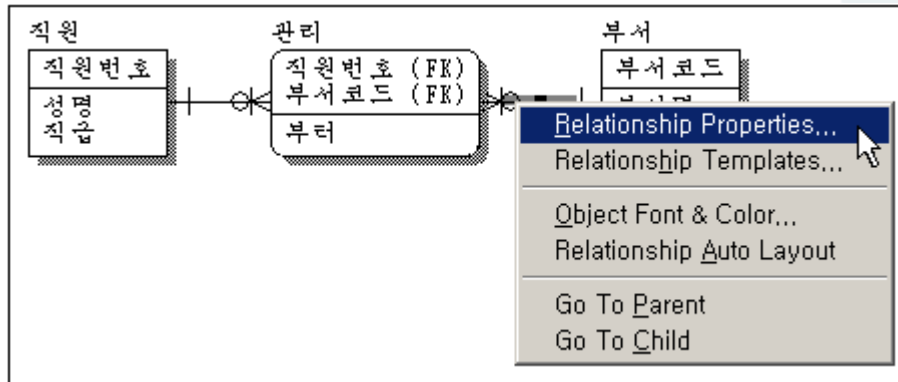 직원
직원번호
성명
직급
관리
직원번호 (FK)
부서코드 (FK)
부터
부서
부서코드
Relationship Properties...
Relationship Templates...
Object Font & Color...
Relationship Auto Layout
Go To Parent
Go To Child